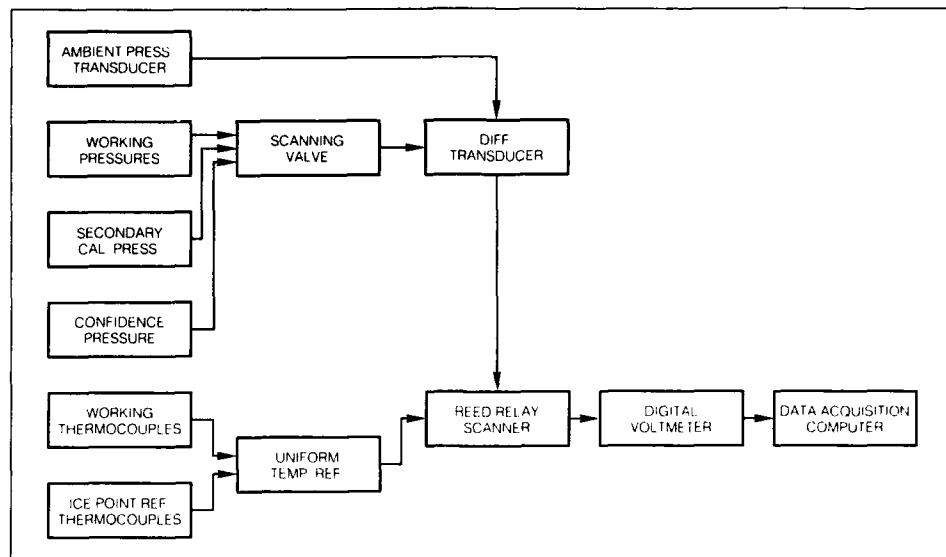 AMBIENT PRESS
TRANSDUCER
WORKING
PRESSURES
SCANNING
VALVE
DIFF
TRANSDUCER
SECONDARY
CAL PRESS
CONFIDENCE
PRESSURE
WORKING
THERMOCOUPLES
UNIFORM
TEMP REF
REED RELAY
SCANNER
DIGITAL
VOLTMETER
DATA ACQUISITION
COMPUTER
ICE POINT REF
THERMOCOUPLES